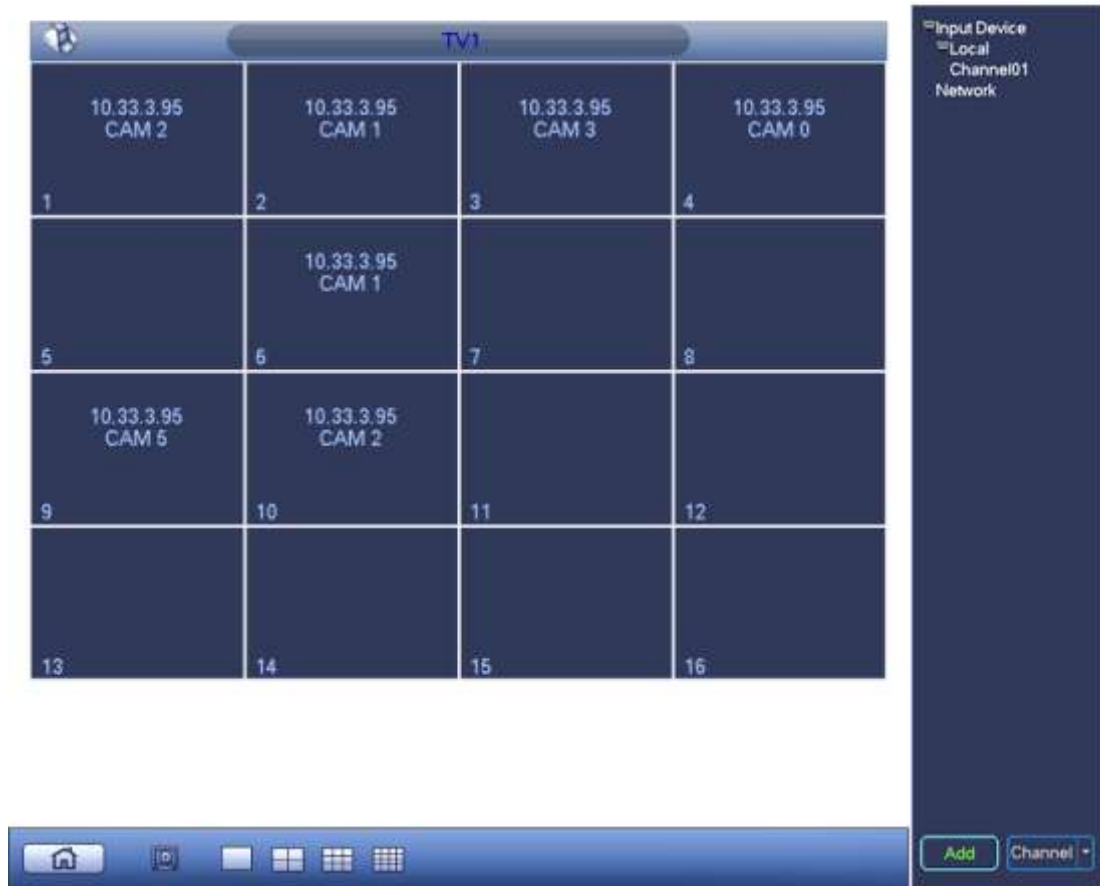 TV1
10.33.3.95
CAM 2
1
10.33.3.95
CAM 1
2
10.33.3.95
CAM 3
3
10.33.3.95
CAM 0
4
5
10.33.3.95
CAM 1
6
7
8
10.33.3.95
CAM 5
9
10.33.3.95
CAM 2
10
11
12
13
14
15
16
Input Device
Local
Channel01
Network
Add
Channel